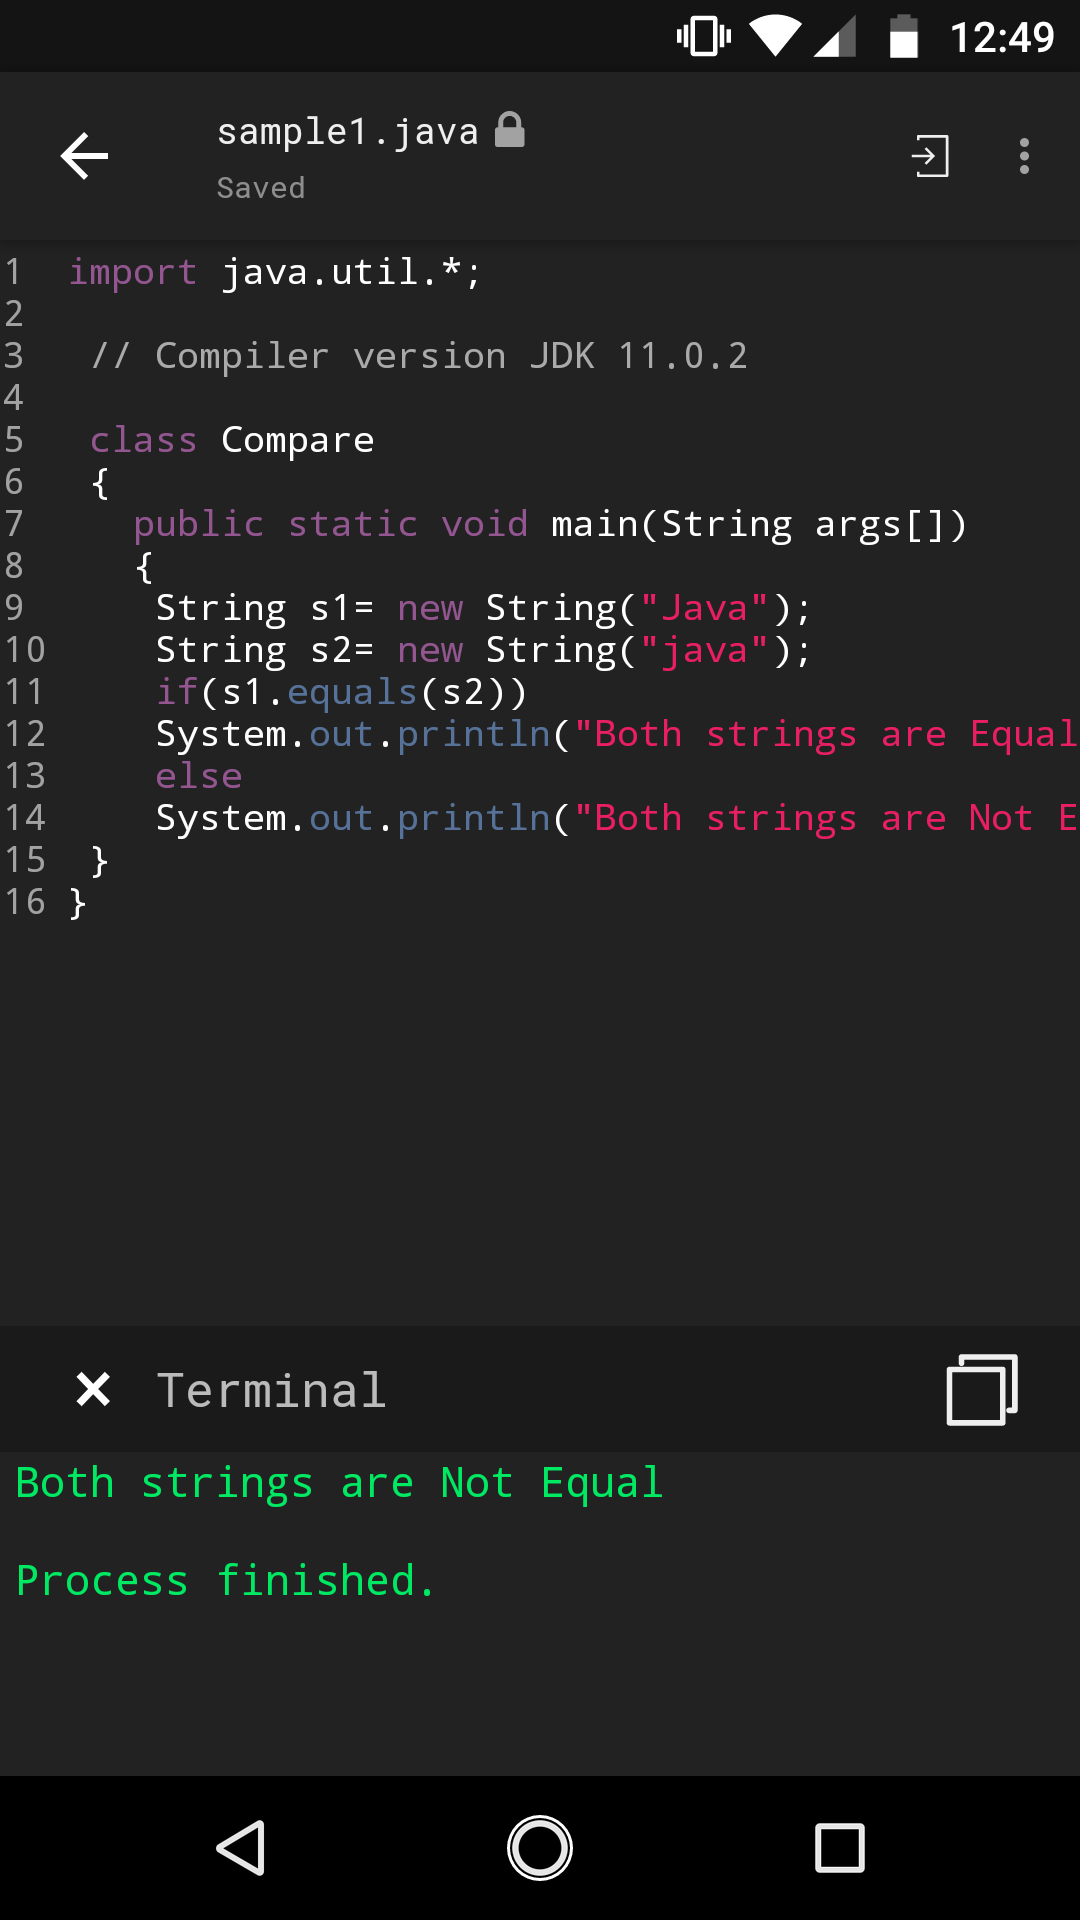 12:49
sample1.java
Saved
1 import java.util.*;
2
3 // Compiler version JDK 11.0.2
4
5 class Compare
6 {
7 public static void main(String args[])
8 {
9 String s1= new String("Java");
10 String s2= new String("java");
11 if(s1.equals(s2))
12 System.out.println("Both strings are Equal
13 else
14 System.out.println("Both strings are Not E
15 }
16 }
Terminal
Both strings are Not Equal
Process finished.